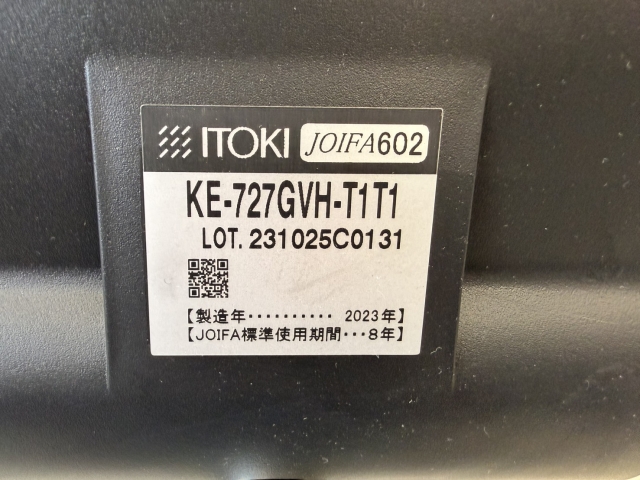 ITOKI JOIFA602
KE-727GVH-T1T1
LOT. 231025C0131
【製造年・・・・・・・・・・ 2023年】
【JOIFA標準使用期間・・・8年】